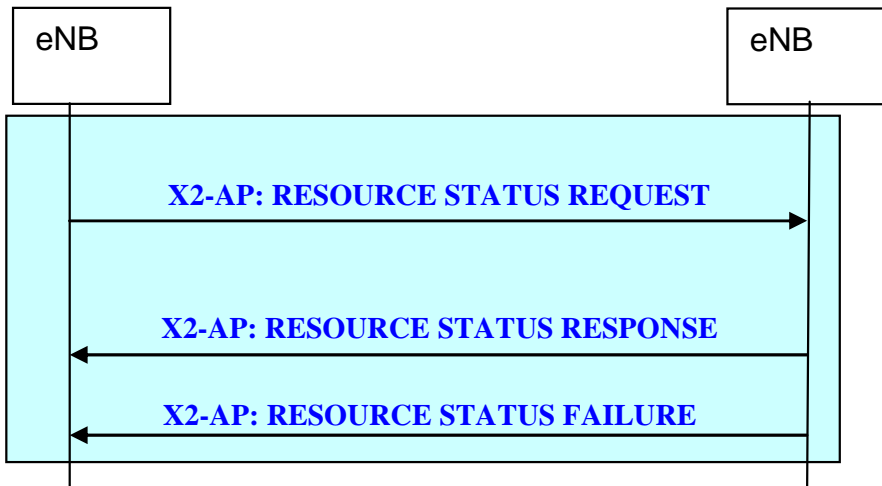 eNB
eNB
X2-AP: RESOURCE STATUS REQUEST
X2-AP: RESOURCE STATUS RESPONSE
X2-AP: RESOURCE STATUS FAILURE